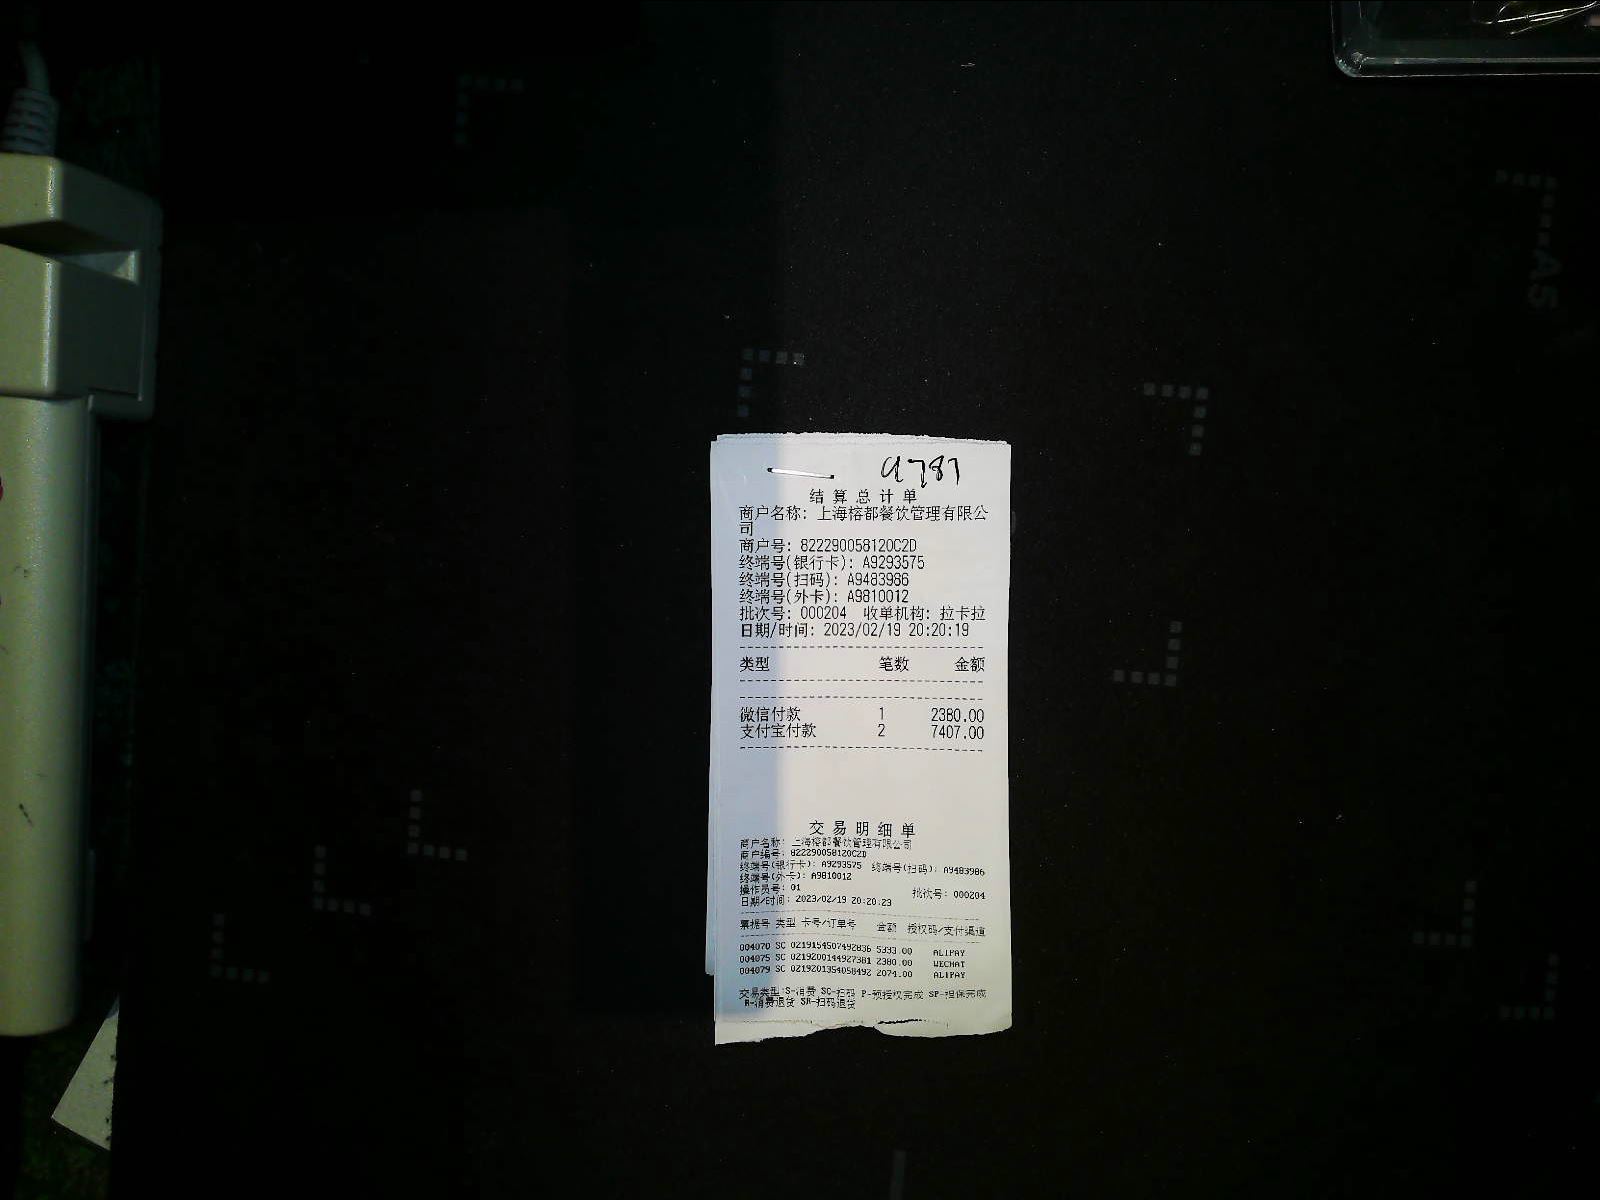 9787
结算总计单
商户名称: 上海榕都餐饮管理有限公
司
商户号: 822290058120C2D
终端号(银行卡): A9293575
终端号(扫码): A9483986
终端号(外卡): A9810012
批次号: 000204 收单机构: 拉卡拉
日期/时间: 2023/02/19 20:20:19
类型 笔数 金额
微信付款 1 2380.00
支付宝付款 2 7407.00
交易明细单
商户名称: 上海榕都餐饮管理有限公司
商户编号: 822290058120C2D
终端号(银行卡): A9293575 终端号(扫码): A9483986
终端号(外卡): A9810012
操作员号: 01 批次号: 000204
日期/时间: 2023/02/19 20:20:23
票据号 类型 卡号/订单号 金额 授权码/支付渠道
004070 SC 0219154507492836 5333.00 ALIPAY
004075 SC 0219200144927381 2380.00 WECHAT
004079 SC 0219201354058492 2074.00 ALIPAY
交易类型:S-消费 SC-扫码 P-预授权完成 SP-担保完成
R-消费退货 SR-扫码退货
A5